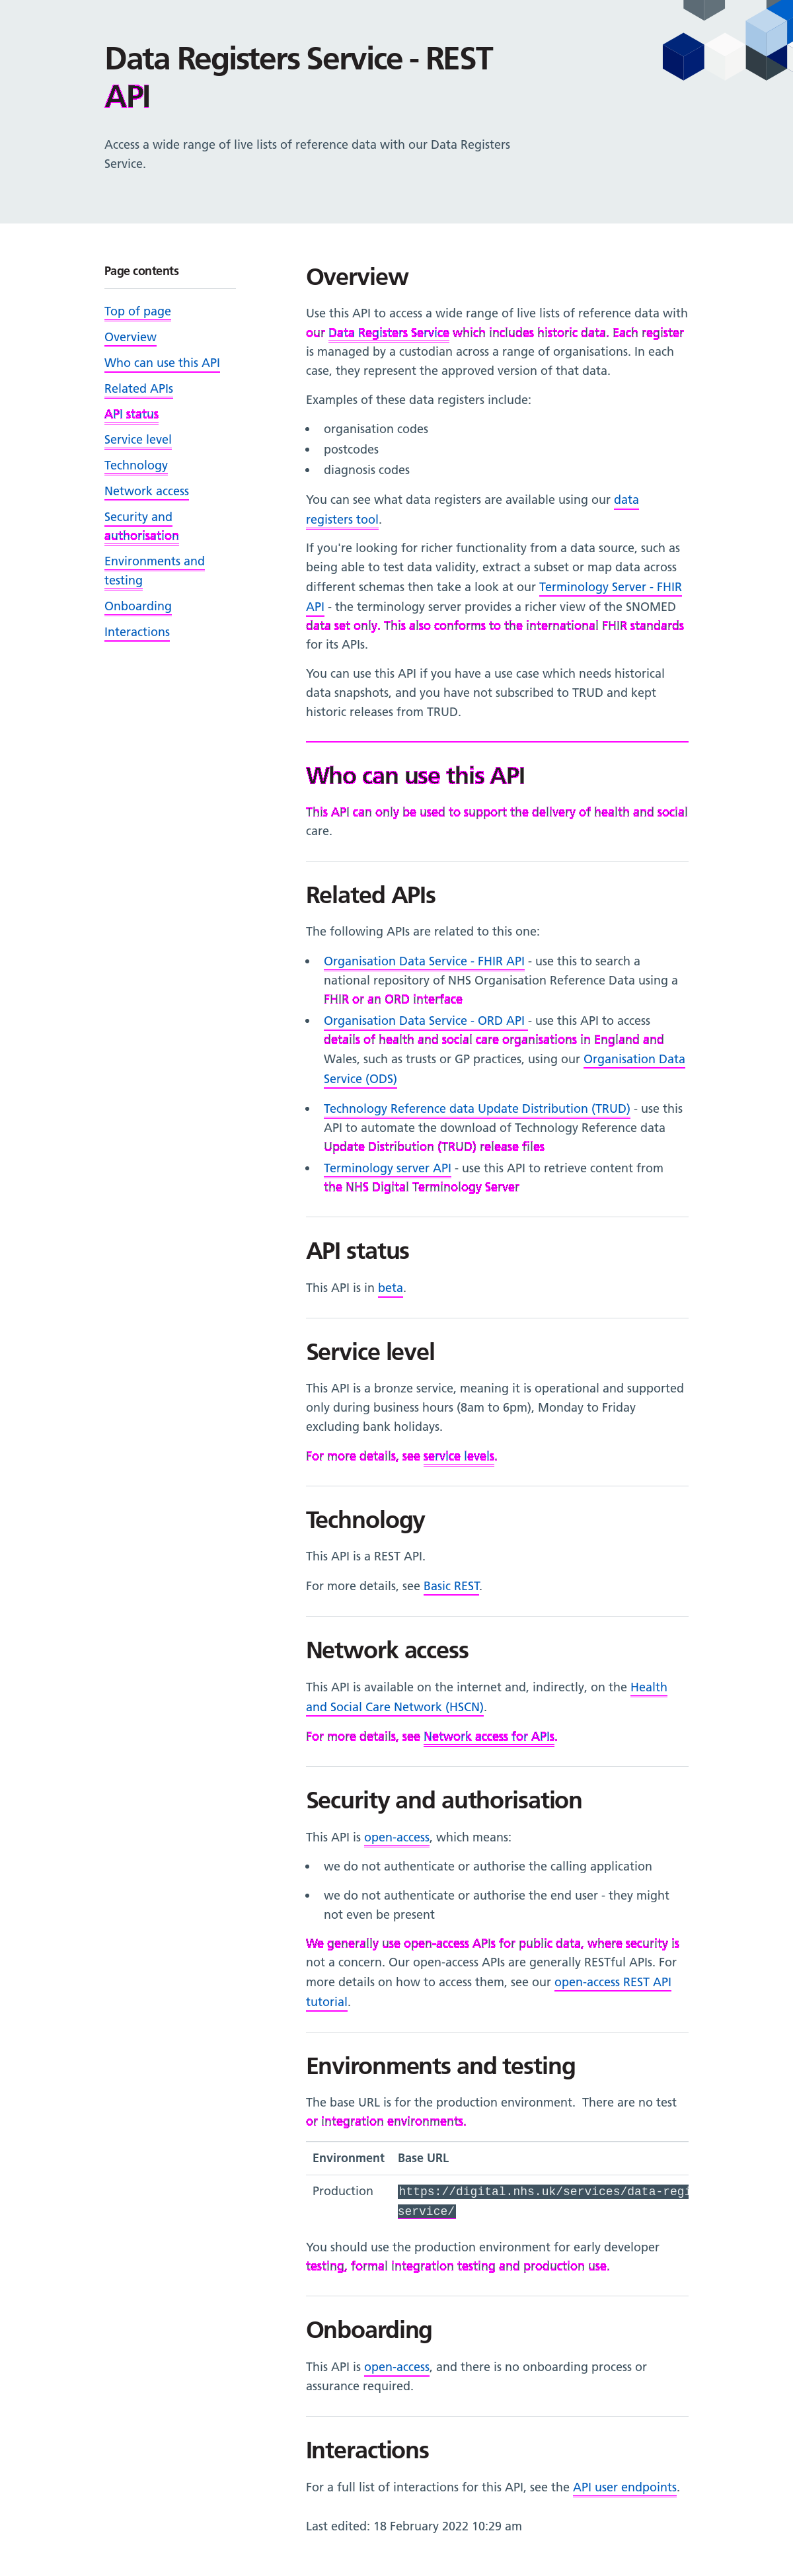 Data Registers Service - REST
API
Access a wide range of live lists of reference data with our Data Registers
Service.
Page contents
Top of page
Overview
Who can use this API
Related APIs
API status
Service level
Technology
Network access
Security and
authorisation
Environments and
testing
Onboarding
Interactions
Overview
Use this API to access a wide range of live lists of reference data with
our Data Registers Service which includes historic data. Each register
is managed by a custodian across a range of organisations. In each
case, they represent the approved version of that data.
Examples of these data registers include:
• organisation codes
• postcodes
• diagnosis codes
You can see what data registers are available using our data
registers tool.
If you're looking for richer functionality from a data source, such as
being able to test data validity, extract a subset or map data across
different schemas then take a look at our Terminology Server - FHIR
API - the terminology server provides a richer view of the SNOMED
data set only. This also conforms to the international FHIR standards
for its APIs.
You can use this API if you have a use case which needs historical
data snapshots, and you have not subscribed to TRUD and kept
historic releases from TRUD.
Who can use this API
This API can only be used to support the delivery of health and social
care.
Related APIs
The following APIs are related to this one:
• Organisation Data Service - FHIR API - use this to search a
national repository of NHS Organisation Reference Data using a
FHIR or an ORD interface
• Organisation Data Service - ORD API - use this API to access
details of health and social care organisations in England and
Wales, such as trusts or GP practices, using our Organisation Data
Service (ODS)
• Technology Reference data Update Distribution (TRUD) - use this
API to automate the download of Technology Reference data
Update Distribution (TRUD) release files
• Terminology server API - use this API to retrieve content from
the NHS Digital Terminology Server
API status
This API is in beta.
Service level
This API is a bronze service, meaning it is operational and supported
only during business hours (8am to 6pm), Monday to Friday
excluding bank holidays.
For more details, see service levels.
Technology
This API is a REST API.
For more details, see Basic REST.
Network access
This API is available on the internet and, indirectly, on the Health
and Social Care Network (HSCN).
For more details, see Network access for APIs.
Security and authorisation
This API is open-access, which means:
• we do not authenticate or authorise the calling application
• we do not authenticate or authorise the end user - they might
not even be present
We generally use open-access APIs for public data, where security is
not a concern. Our open-access APIs are generally RESTful APIs. For
more details on how to access them, see our open-access REST API
tutorial.
Environments and testing
The base URL is for the production environment.  There are no test
or integration environments.
Environment Base URL
Production https://digital.nhs.uk/services/data-regi
service/
You should use the production environment for early developer
testing, formal integration testing and production use.
Onboarding
This API is open-access, and there is no onboarding process or
assurance required.
Interactions
For a full list of interactions for this API, see the API user endpoints.
Last edited: 18 February 2022 10:29 am